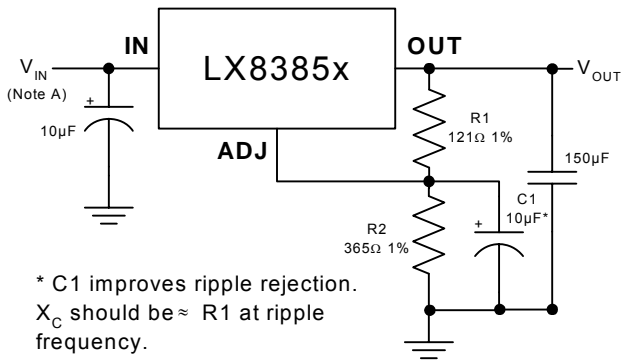 IN
OUT
LX8385x
V_IN
V_OUT
(Note A)
+
10µF
ADJ
R1
121Ω 1%
150µF
C1
10µF*
+
R2
365Ω 1%
* C1 improves ripple rejection.
X_C should be ≈ R1 at ripple
frequency.